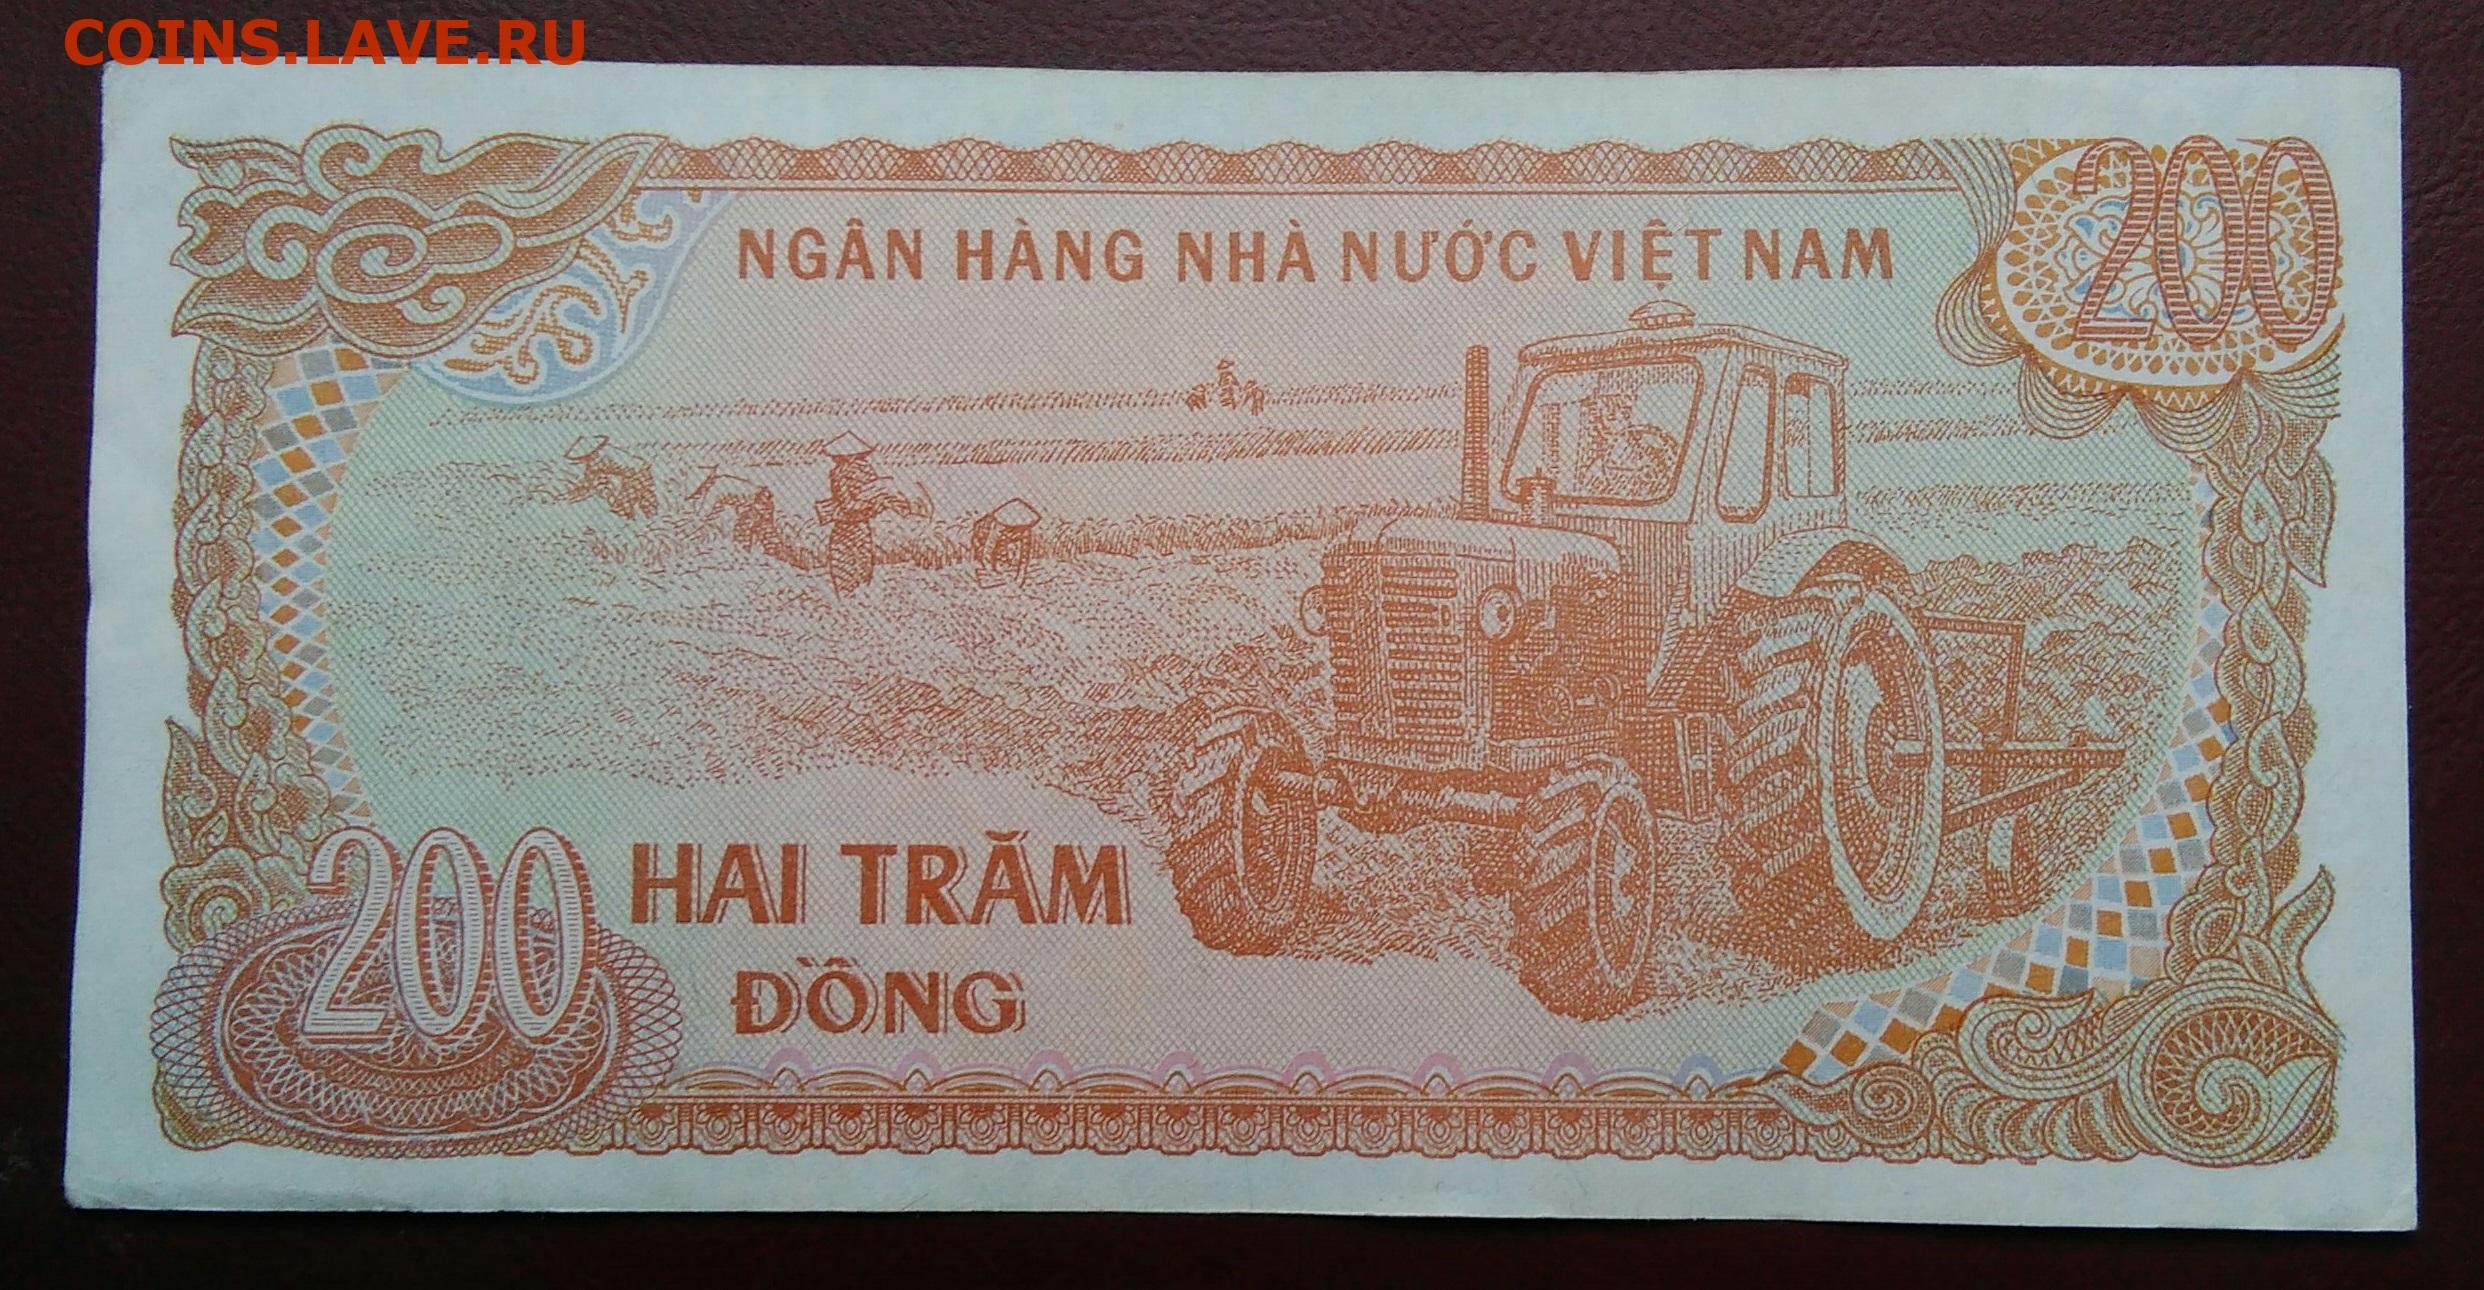 COINS.LAVE.RU
200
NGÂN HÀNG NHÀ NƯỚC VIỆT NAM
200
HAI TRĂM
ĐỒNG